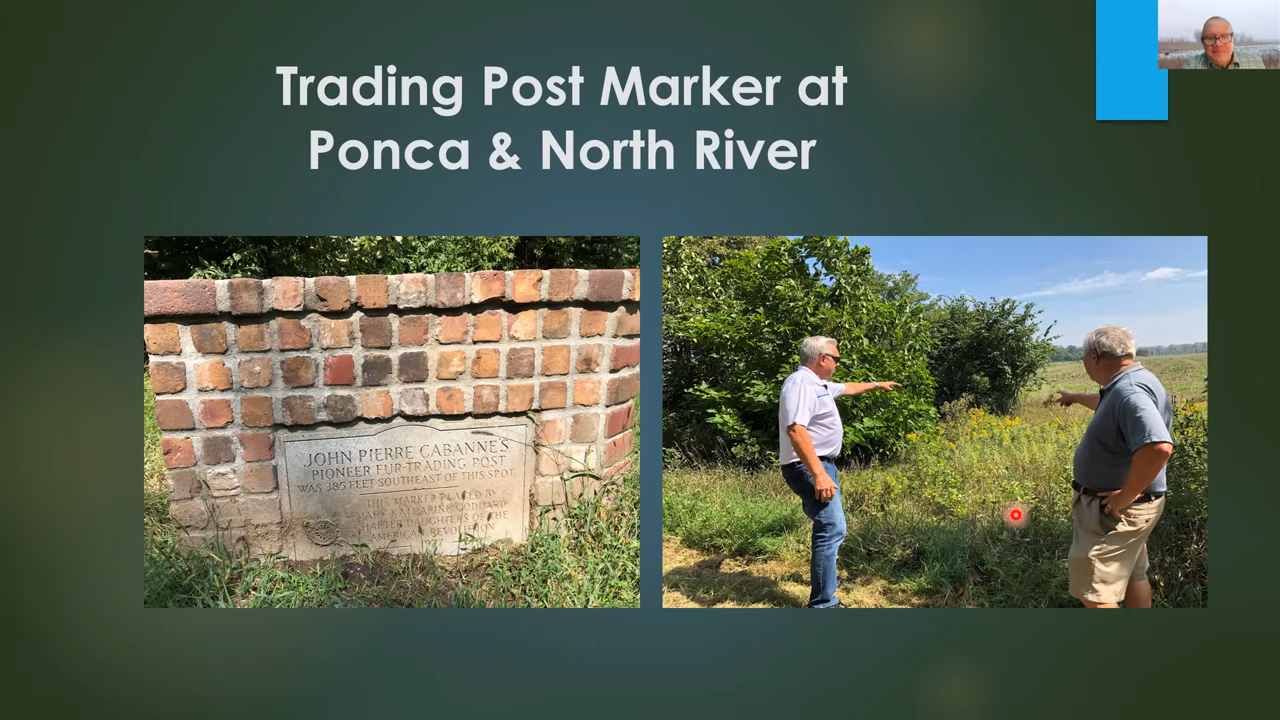 Trading Post Marker at
Ponca & North River
JOHN PIERRE CABANNE'S
PIONEER FUR-TRADING POST
WAS 385 FEET SOUTHEAST OF THIS SPOT
THIS MARKER PLACED BY
DAUGHTERS OF THE
AMERICAN REVOLUTION